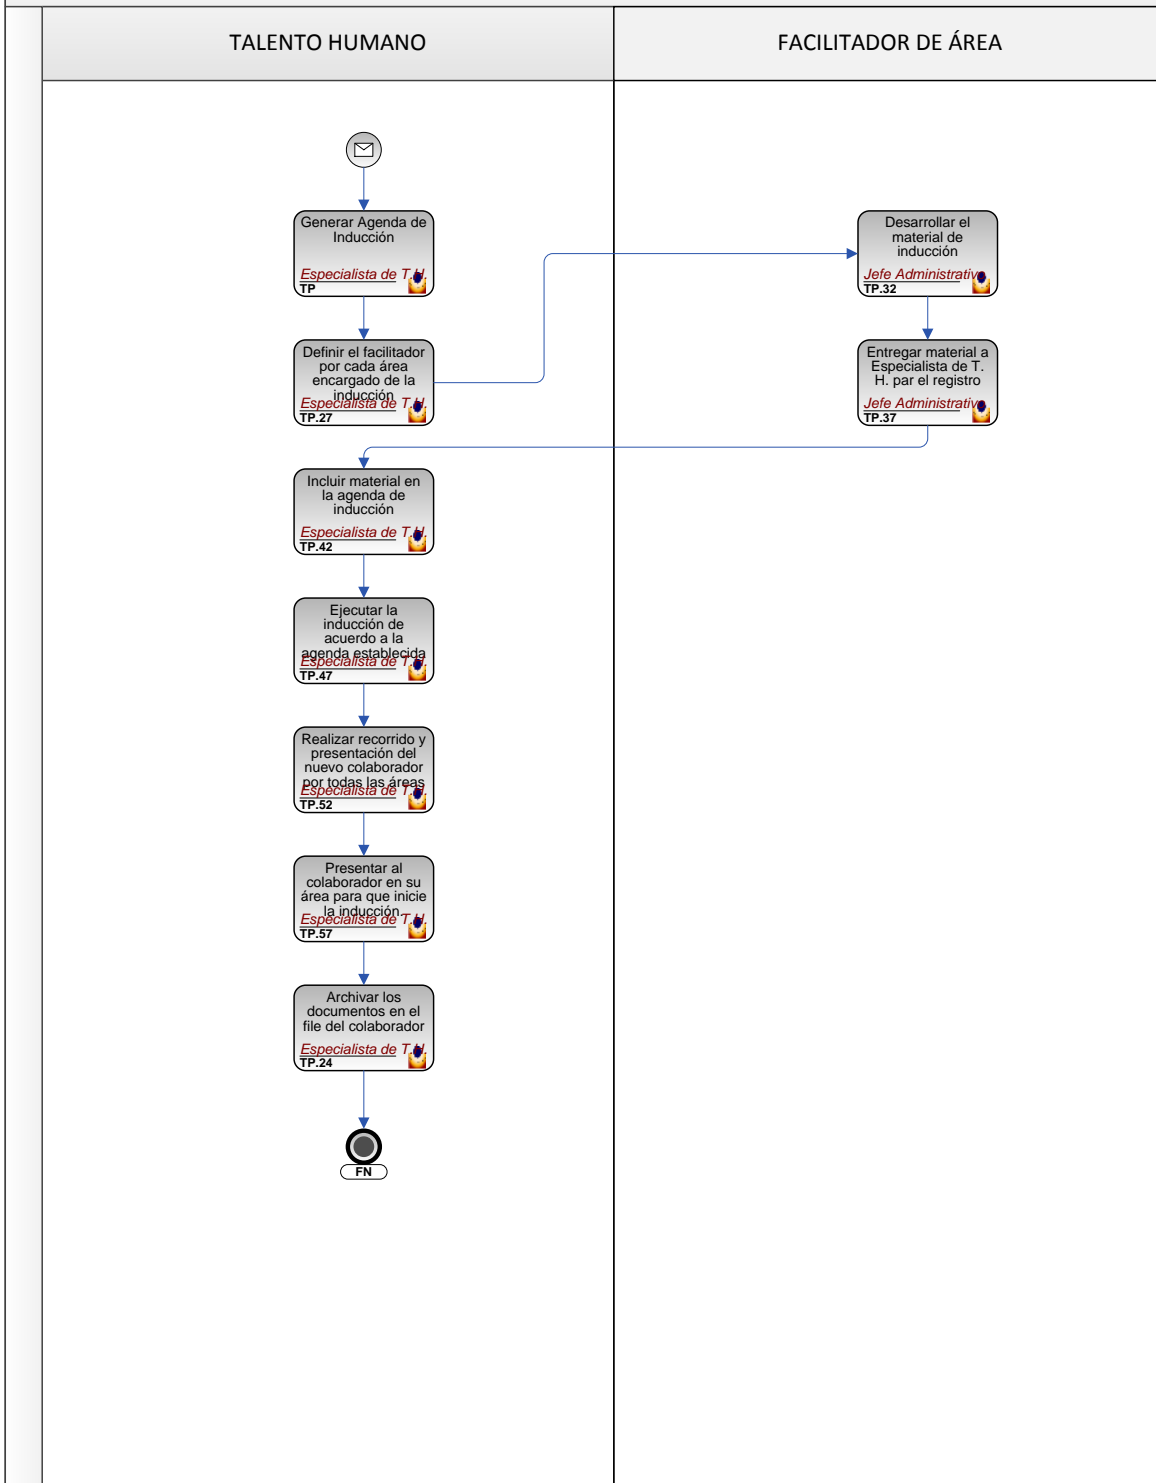 TALENTO HUMANO
FACILITADOR DE ÁREA
Generar Agenda de
Inducción
Especialista de T.H.
TP
Desarrollar el
material de
inducción
Jefe Administrativo
TP.32
Definir el facilitador
por cada área
encargado de la
inducción
Especialista de T.H.
TP.27
Entregar material a
Especialista de T.
H. par el registro
Jefe Administrativo
TP.37
Incluir material en
la agenda de
inducción
Especialista de T.H.
TP.42
Ejecutar la
inducción de
acuerdo a la
agenda establecida
Especialista de T.H.
TP.47
Realizar recorrido y
presentación del
nuevo colaborador
por todas las áreas
Especialista de T.H.
TP.52
Presentar al
colaborador en su
área para que inicie
la inducción.
Especialista de T.H.
TP.57
Archivar los
documentos en el
file del colaborador
Especialista de T.H.
TP.24
FN